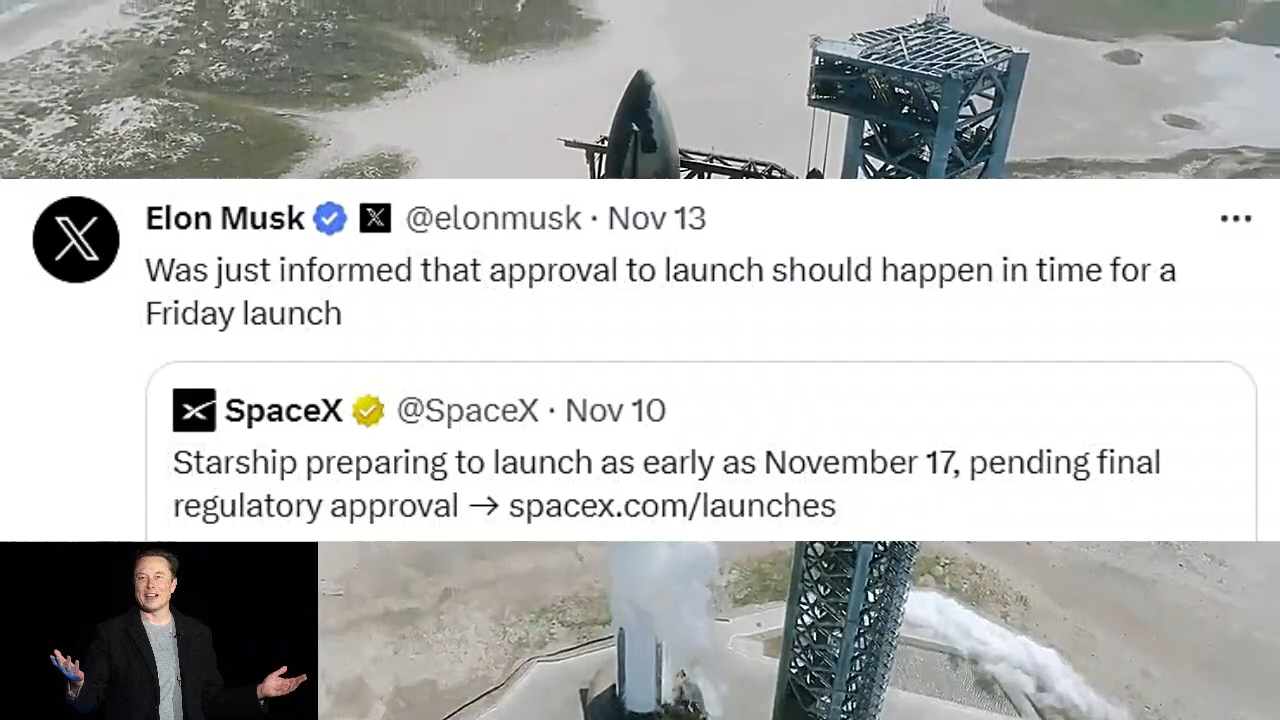 Elon Musk @elonmusk · Nov 13
Was just informed that approval to launch should happen in time for a
Friday launch
SpaceX @SpaceX · Nov 10
Starship preparing to launch as early as November 17, pending final
regulatory approval → spacex.com/launches